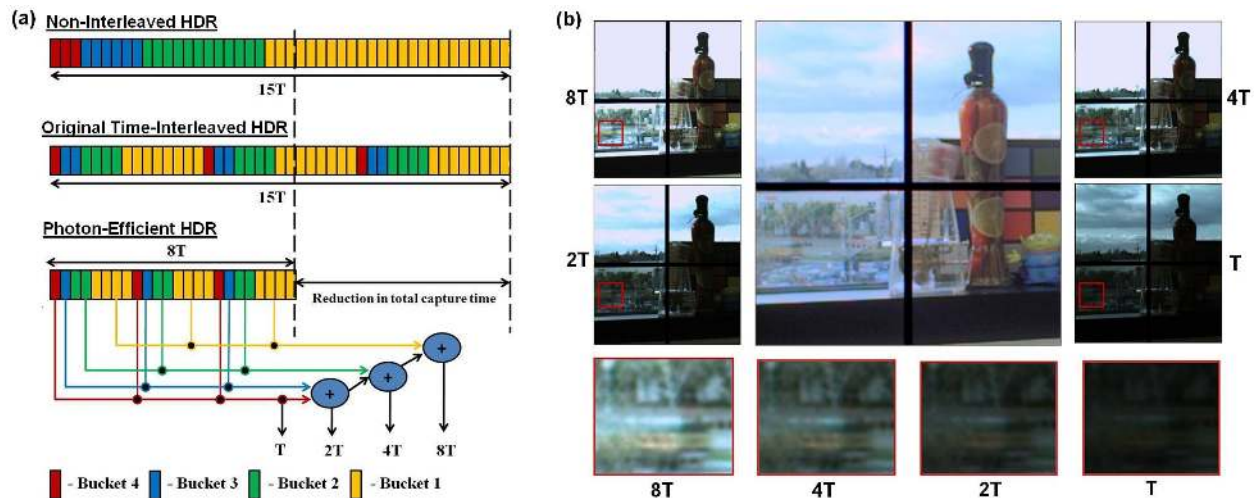 (a)
Non-Interleaved HDR
15T
Original Time-Interleaved HDR
15T
Photon-Efficient HDR
8T
Reduction in total capture time
+
+
+
T
2T
4T
8T
- Bucket 4
- Bucket 3
- Bucket 2
- Bucket 1
(b)
8T
4T
2T
T
8T
4T
2T
T